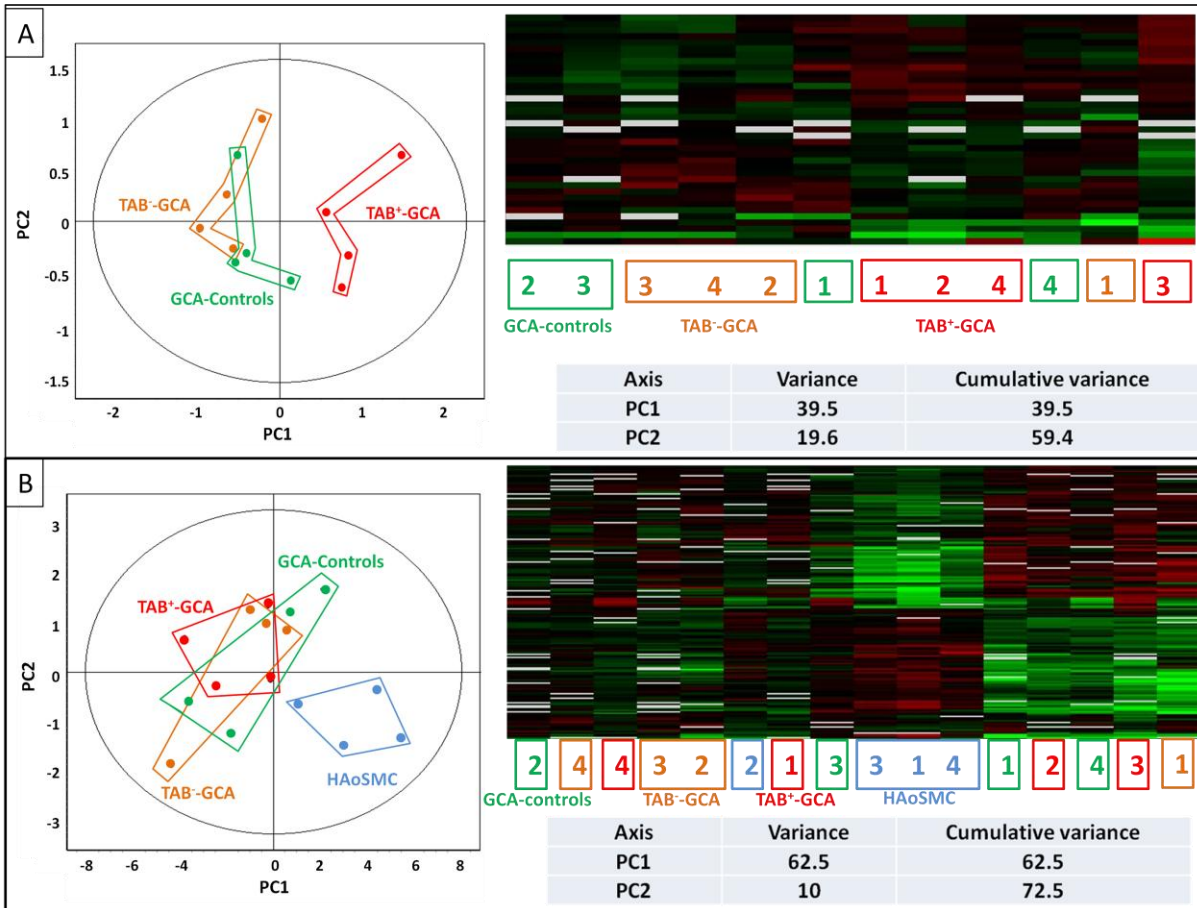 A
1.5
1
0.5
0
-0.5
-1
-1.5
PC2
TAB⁻-GCA
TAB⁺-GCA
GCA-Controls
-2 -1 0 1 2
PC1
2 3 3 4 2 1 1 2 4 4 1 3
GCA-controls TAB⁻-GCA TAB⁺-GCA
Axis Variance Cumulative variance
PC1 39.5 39.5
PC2 19.6 59.4
B
3
2
1
0
-1
-2
-3
PC2
GCA-Controls
TAB⁺-GCA
HAoSMC
TAB⁻-GCA
-8 -6 -4 -2 0 2 4 6 8
PC1
2 4 4 3 2 2 1 3 3 1 4 1 2 4 3 1
GCA-controls TAB⁻-GCA TAB⁺-GCA HAoSMC
Axis Variance Cumulative variance
PC1 62.5 62.5
PC2 10 72.5